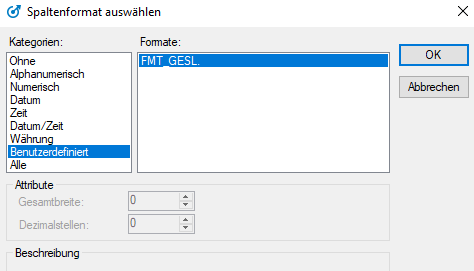 Spaltenformat auswählen
Kategorien:
Formate:
Ohne
Alphanumerisch
Numerisch
Datum
Zeit
Datum/Zeit
Währung
Benutzerdefiniert
Alle
FMT_GESL.
OK
Abbrechen
Attribute
Gesamtbreite: 0
Dezimalstellen: 0
Beschreibung